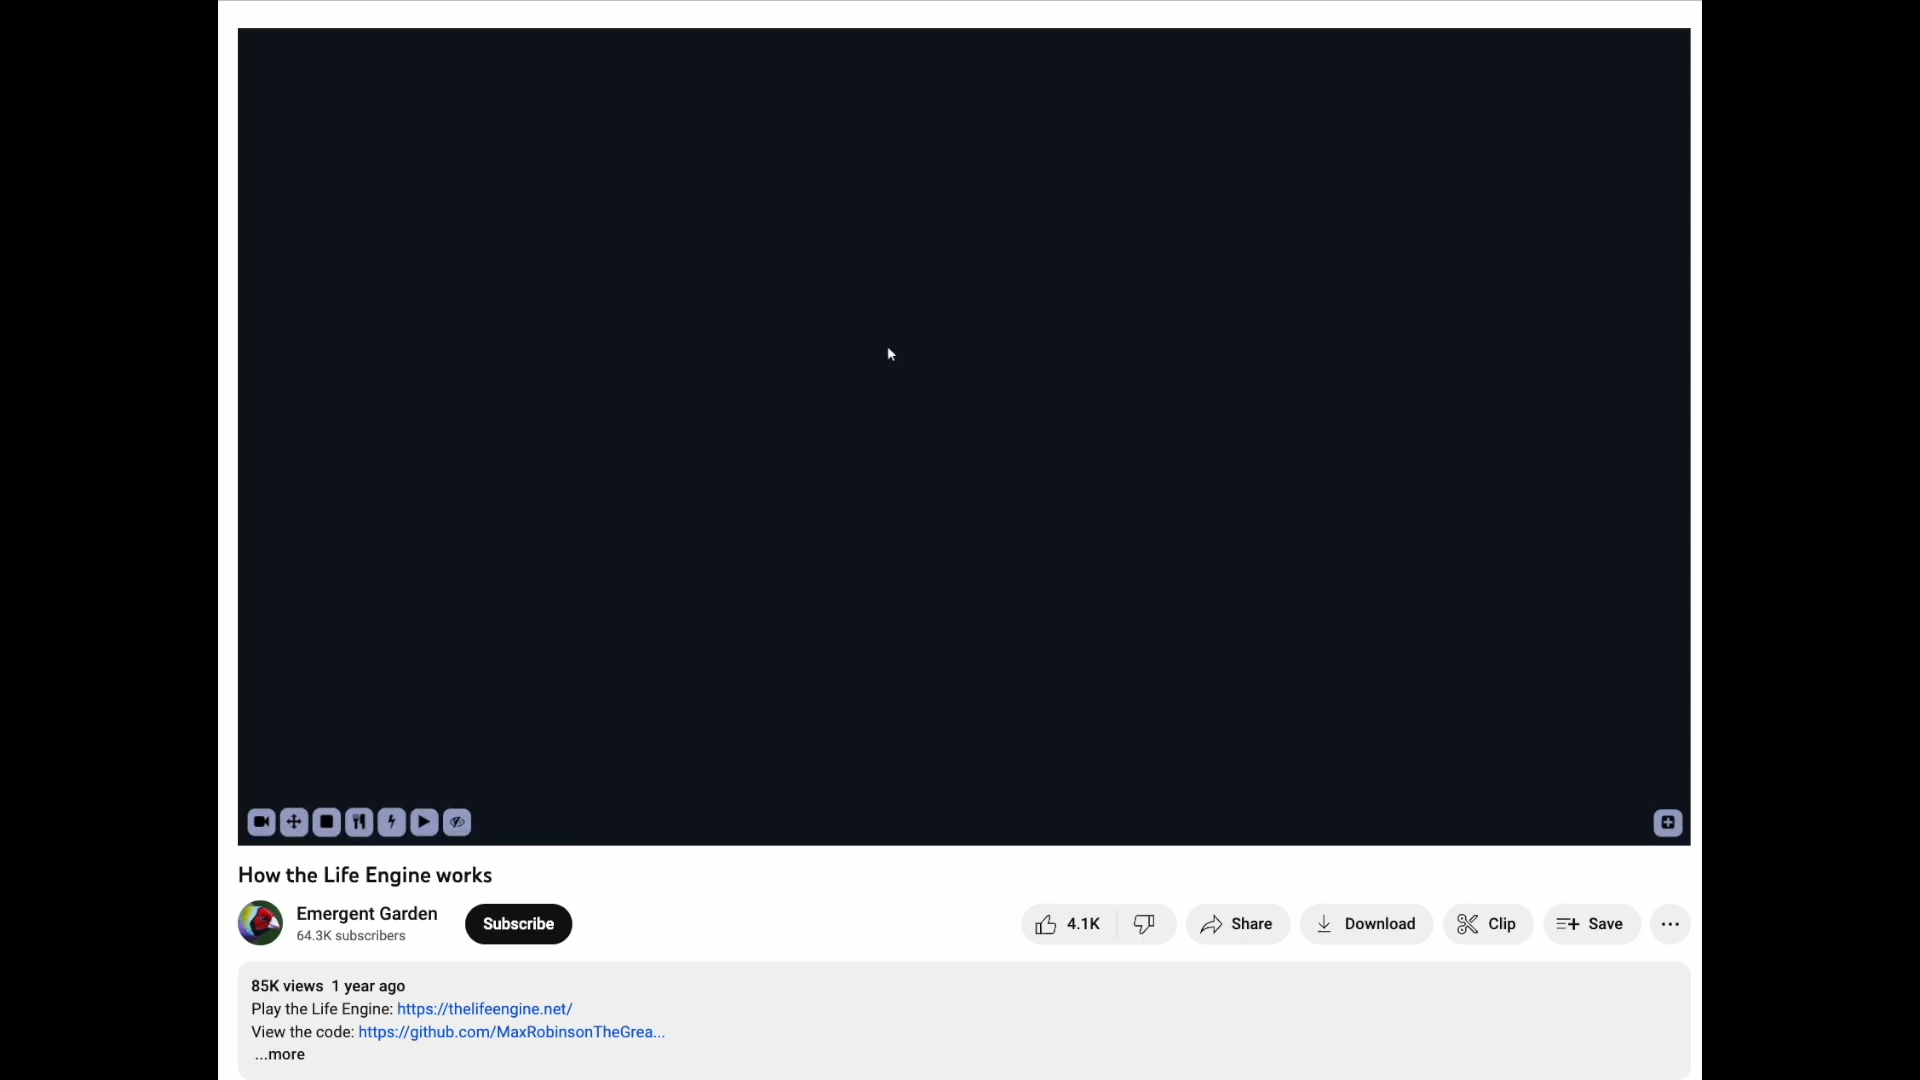 How the Life Engine works
Emergent Garden
64.3K subscribers
Subscribe
4.1K
Share
Download
Clip
Save
85K views 1 year ago
Play the Life Engine: https://thelifeengine.net/
View the code: https://github.com/MaxRobinsonTheGrea...
...more